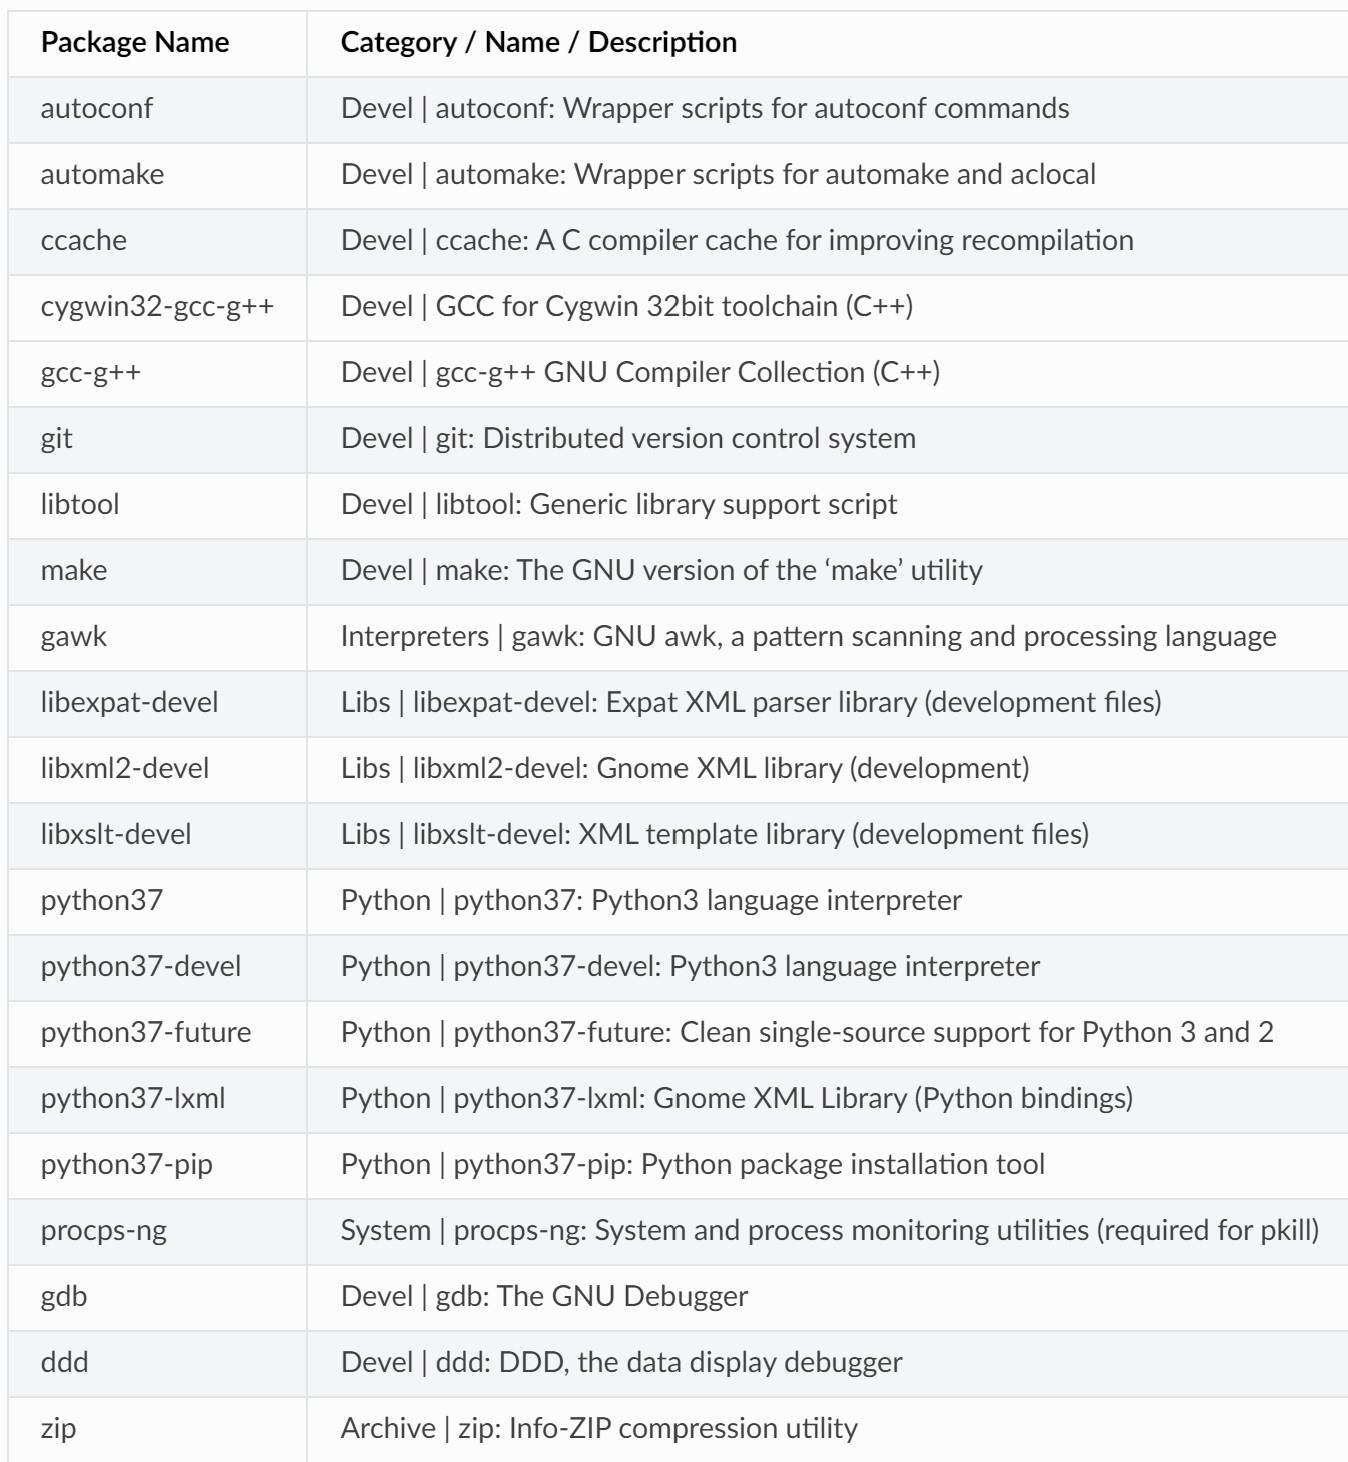 Package Name Category / Name / Description
autoconf Devel | autoconf: Wrapper scripts for autoconf commands
automake Devel | automake: Wrapper scripts for automake and aclocal
ccache Devel | ccache: A C compiler cache for improving recompilation
cygwin32-gcc-g++ Devel | GCC for Cygwin 32bit toolchain (C++)
gcc-g++ Devel | gcc-g++ GNU Compiler Collection (C++)
git Devel | git: Distributed version control system
libtool Devel | libtool: Generic library support script
make Devel | make: The GNU version of the ‘make’ utility
gawk Interpreters | gawk: GNU awk, a pattern scanning and processing language
libexpat-devel Libs | libexpat-devel: Expat XML parser library (development files)
libxml2-devel Libs | libxml2-devel: Gnome XML library (development)
libxslt-devel Libs | libxslt-devel: XML template library (development files)
python37 Python | python37: Python3 language interpreter
python37-devel Python | python37-devel: Python3 language interpreter
python37-future Python | python37-future: Clean single-source support for Python 3 and 2
python37-lxml Python | python37-lxml: Gnome XML Library (Python bindings)
python37-pip Python | python37-pip: Python package installation tool
procps-ng System | procps-ng: System and process monitoring utilities (required for pkill)
gdb Devel | gdb: The GNU Debugger
ddd Devel | ddd: DDD, the data display debugger
zip Archive | zip: Info-ZIP compression utility